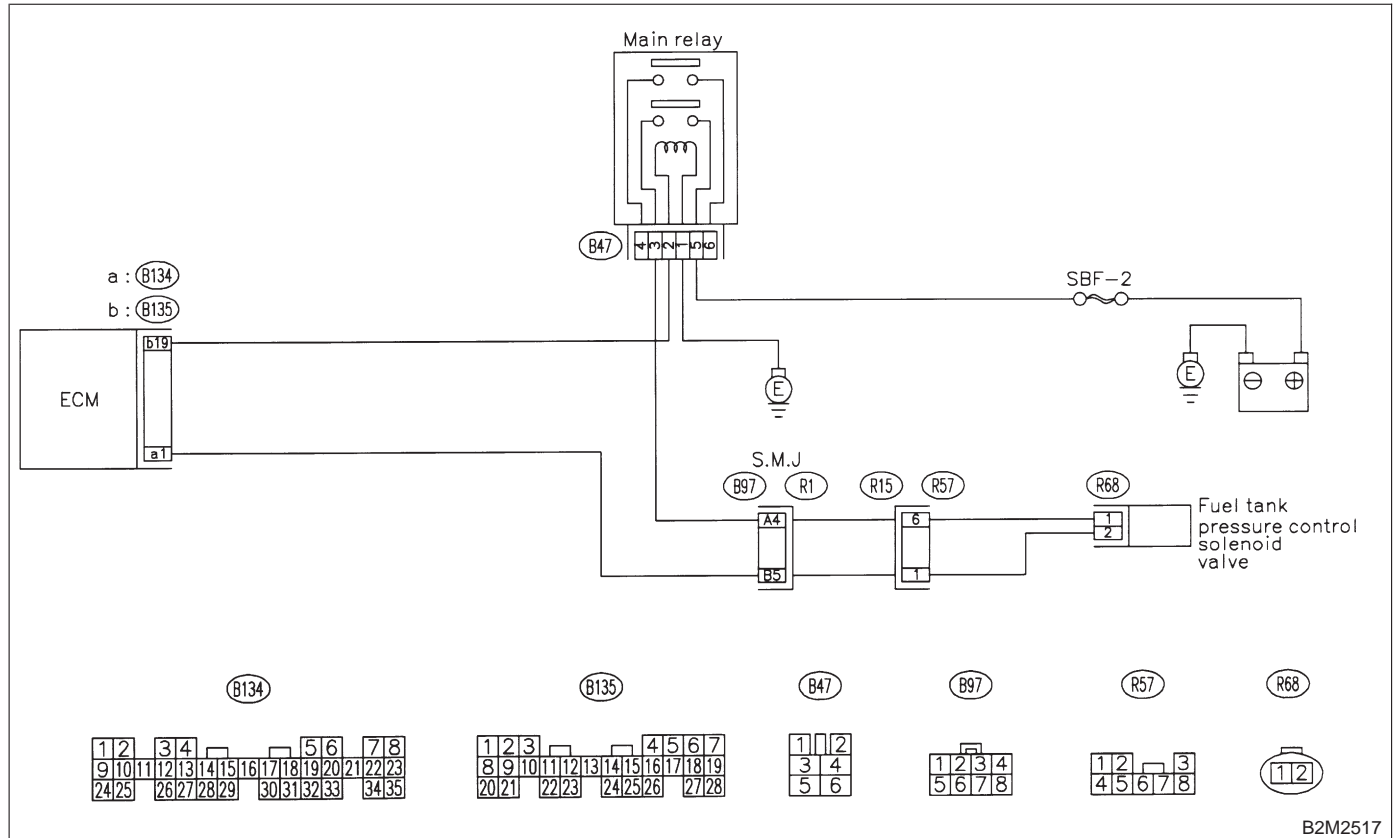 Main relay
B47
4 3 2 1 5 6
SBF-2
a : B134
b : B135
b19
ECM
E
E
⊖ ⊕
a1
S.M.J
B97 R1 R15 R57 R68
A4
6
1
2
B5
1
Fuel tank
pressure control
solenoid
valve
B134
B135
B47
B97
R57
R68
1 2 3 4 5 6 7 8
9 10 11 12 13 14 15 16 17 18 19 20 21 22 23
24 25 26 27 28 29 30 31 32 33 34 35
1 2 3 4 5 6 7
8 9 10 11 12 13 14 15 16 17 18 19
20 21 22 23 24 25 26 27 28
1 2
3 4
5 6
1 2 3 4
5 6 7 8
1 2 3
4 5 6 7 8
1 2
B2M2517